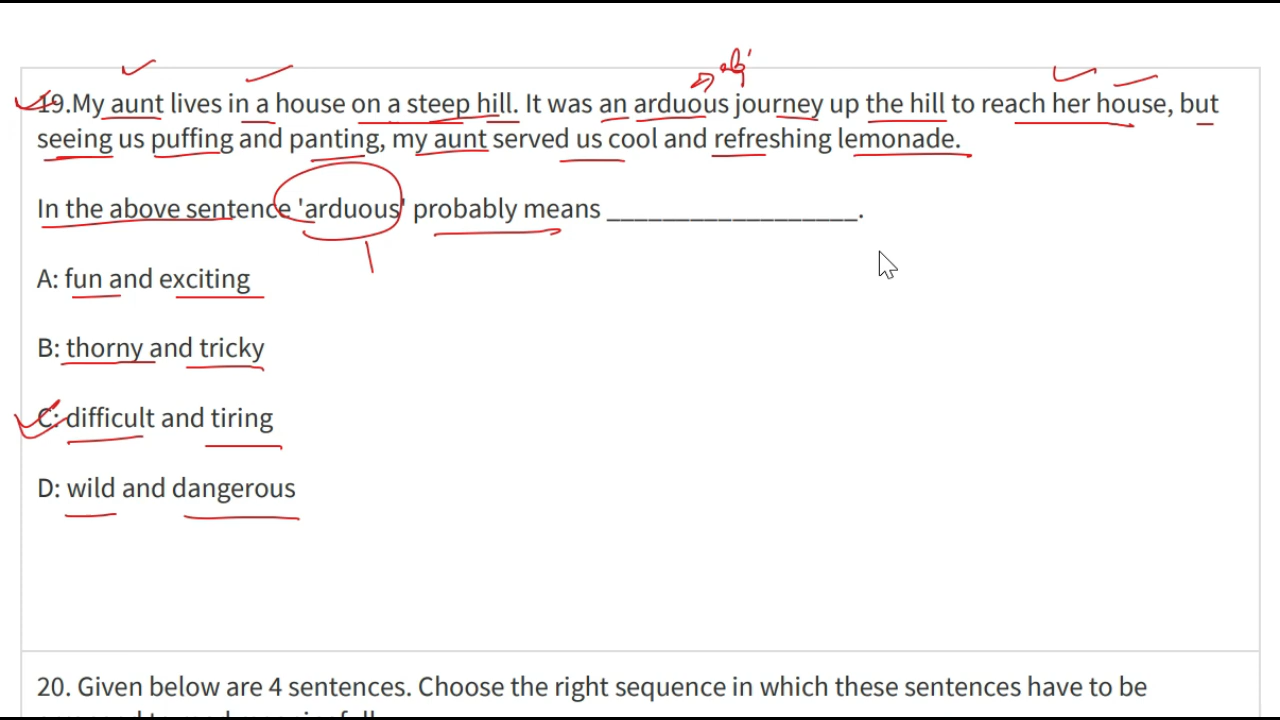 adj
19.My aunt lives in a house on a steep hill. It was an arduous journey up the hill to reach her house, but
seeing us puffing and panting, my aunt served us cool and refreshing lemonade.
In the above sentence 'arduous' probably means __________________.
A: fun and exciting
B: thorny and tricky
C: difficult and tiring
D: wild and dangerous
20. Given below are 4 sentences. Choose the right sequence in which these sentences have to be